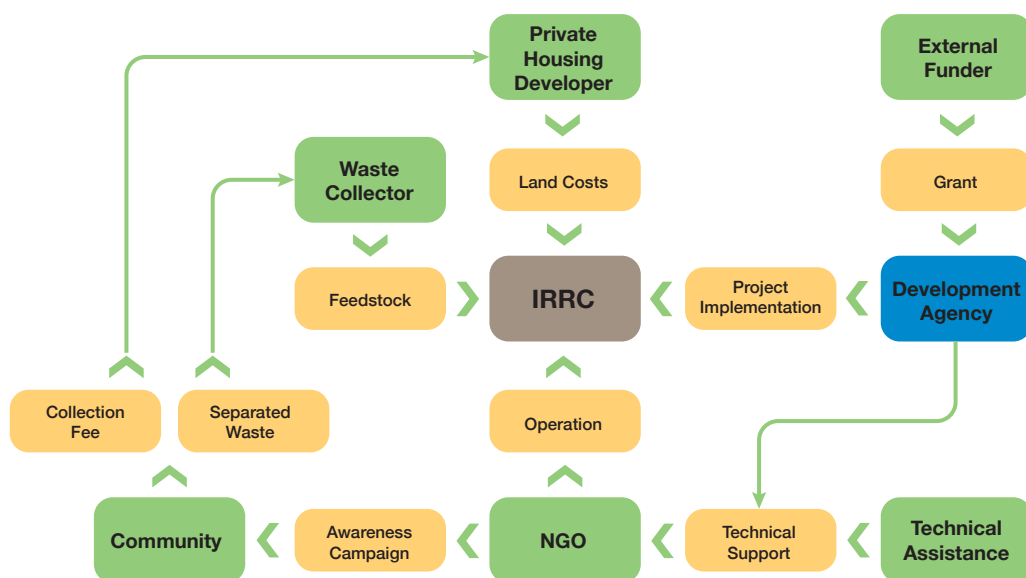 Private
Housing
Developer
External
Funder
Waste
Collector
Land Costs
Grant
Feedstock
IRRC
Project
Implementation
Development
Agency
Collection
Fee
Separated
Waste
Operation
Community
Awareness
Campaign
NGO
Technical
Support
Technical
Assistance